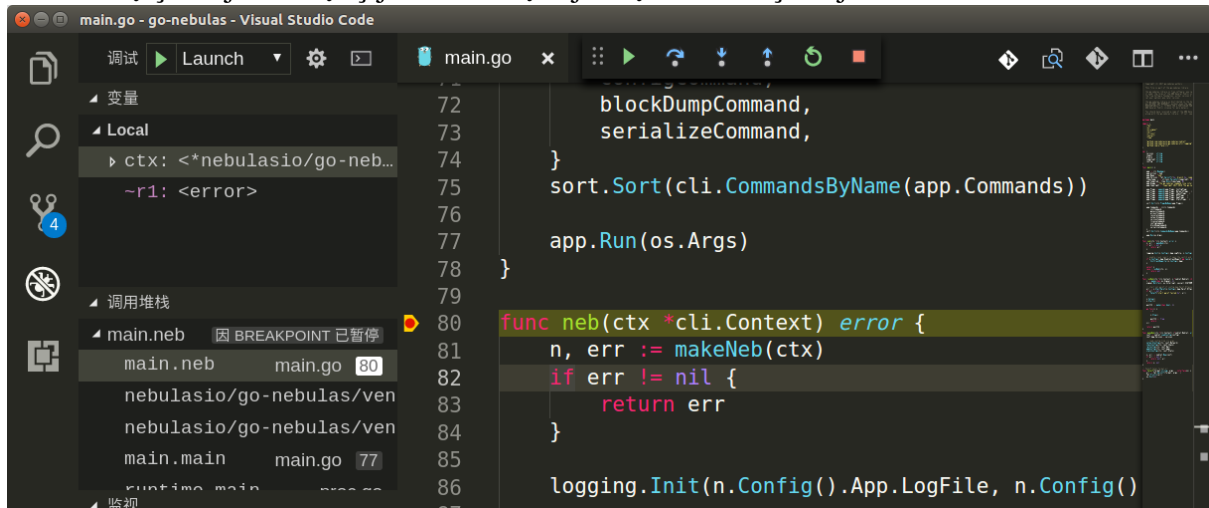 main.go - go-nebulas - Visual Studio Code
调试 Launch
main.go
变量
Local
ctx: <*nebulasio/go-neb…
~r1: <error>
4
调用堆栈
main.neb 因 BREAKPOINT 已暂停
main.neb main.go 80
nebulasio/go-nebulas/ven
nebulasio/go-nebulas/ven
main.main main.go 77
监视
72 blockDumpCommand,
73 serializeCommand,
74 }
75 sort.Sort(cli.CommandsByName(app.Commands))
76
77 app.Run(os.Args)
78 }
79
80 func neb(ctx *cli.Context) error {
81 n, err := makeNeb(ctx)
82 if err != nil {
83 return err
84 }
85
86 logging.Init(n.Config().App.LogFile, n.Config()